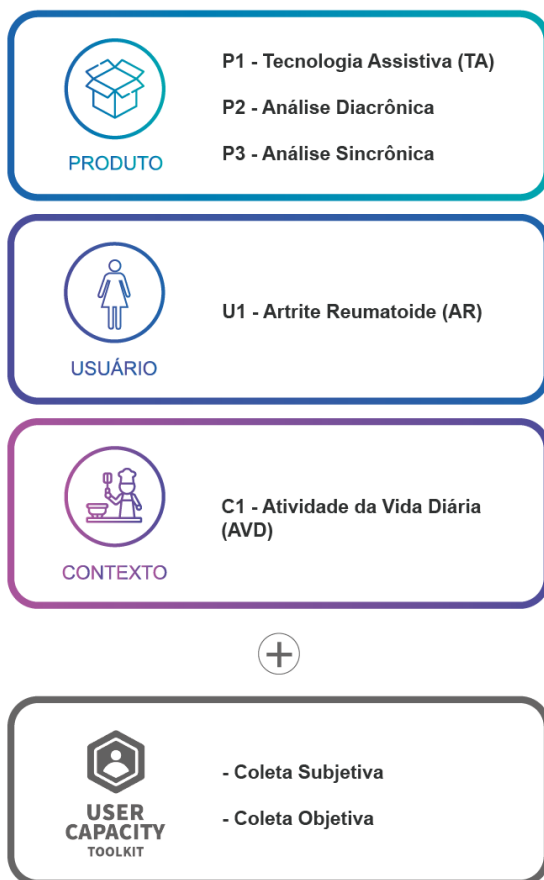 P1 - Tecnologia Assistiva (TA)
P2 - Análise Diacrônica
P3 - Análise Sincrônica
PRODUTO
U1 - Artrite Reumatoide (AR)
USUÁRIO
C1 - Atividade da Vida Diária
(AVD)
CONTEXTO
- Coleta Subjetiva
- Coleta Objetiva
USER
CAPACITY
TOOLKIT